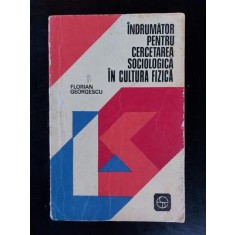 ÎNDRUMĂTOR
PENTRU
CERCETAREA
SOCIOLOGICĂ
ÎN CULTURA FIZICĂ
FLORIAN
GEORGESCU